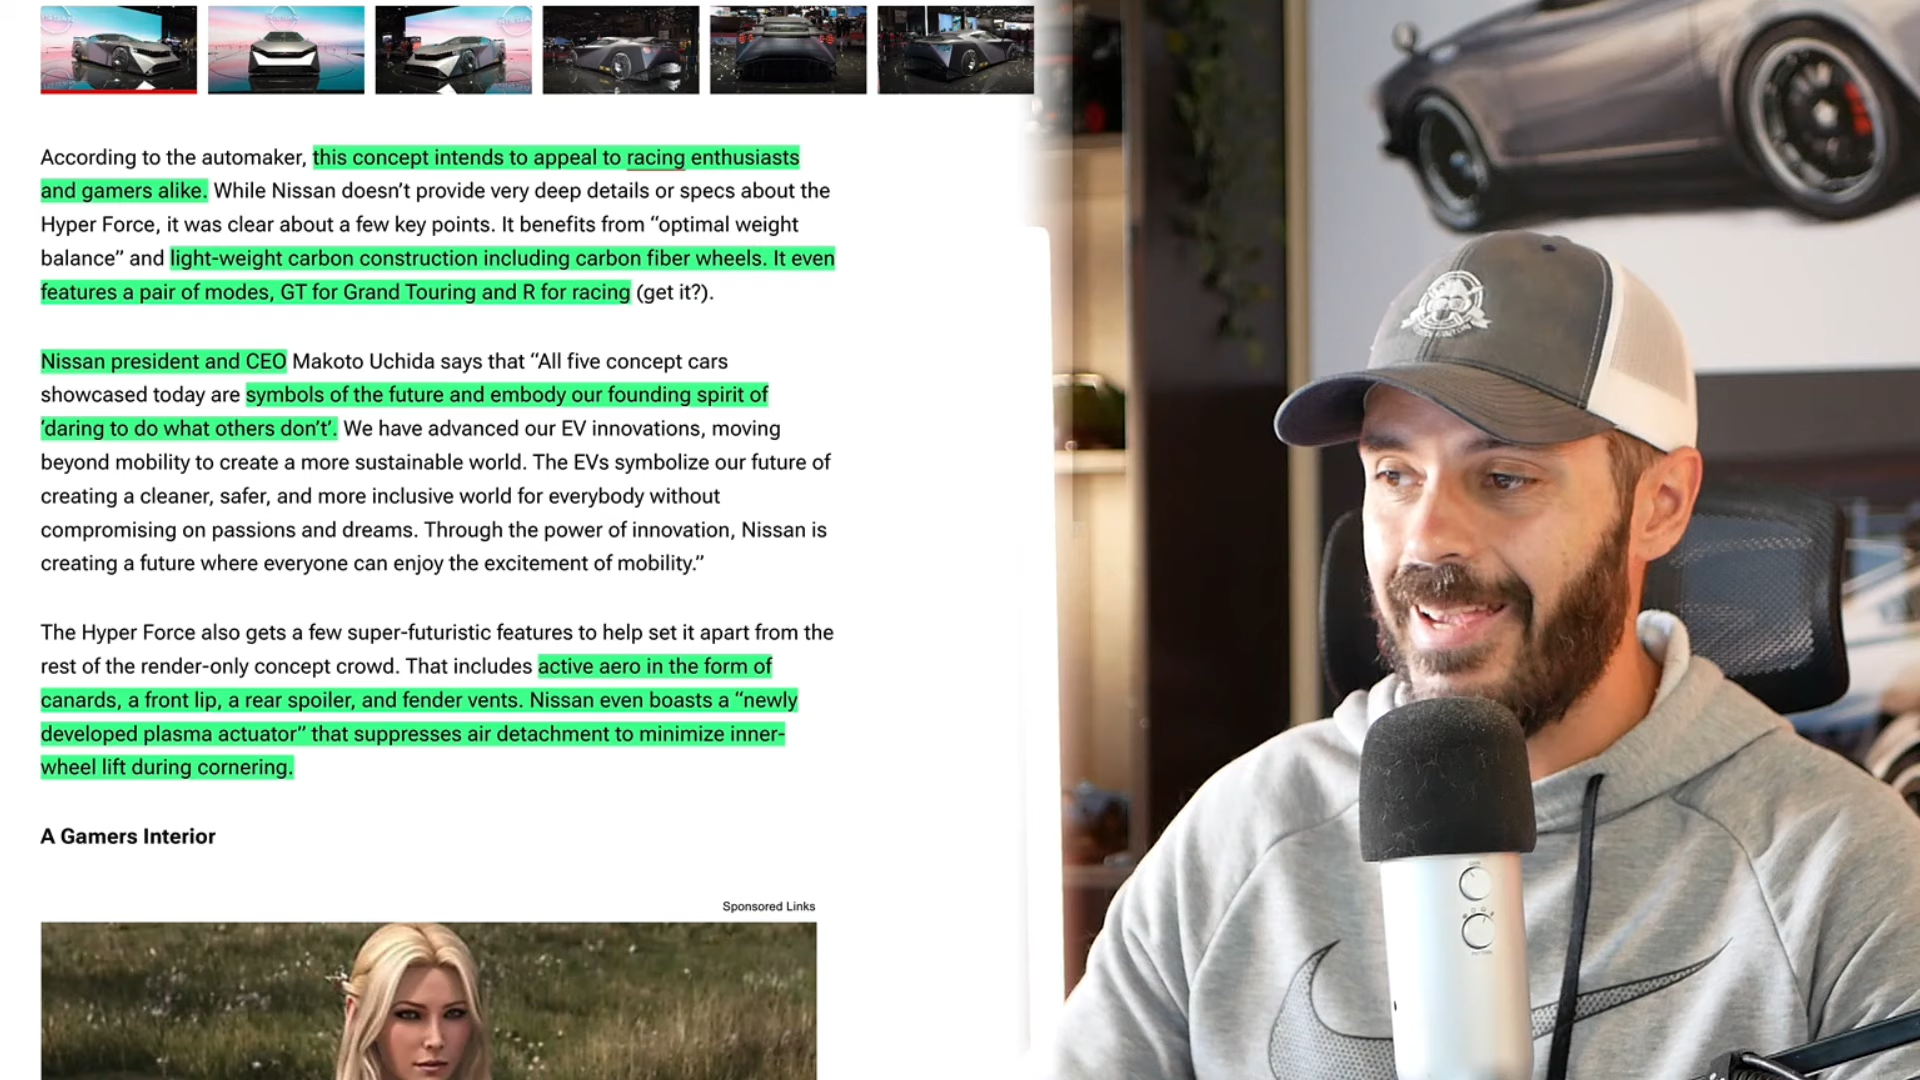 According to the automaker, this concept intends to appeal to racing enthusiasts
and gamers alike. While Nissan doesn’t provide very deep details or specs about the
Hyper Force, it was clear about a few key points. It benefits from “optimal weight
balance” and light-weight carbon construction including carbon fiber wheels. It even
features a pair of modes, GT for Grand Touring and R for racing (get it?).
Nissan president and CEO Makoto Uchida says that “All five concept cars
showcased today are symbols of the future and embody our founding spirit of
‘daring to do what others don’t’. We have advanced our EV innovations, moving
beyond mobility to create a more sustainable world. The EVs symbolize our future of
creating a cleaner, safer, and more inclusive world for everybody without
compromising on passions and dreams. Through the power of innovation, Nissan is
creating a future where everyone can enjoy the excitement of mobility.”
The Hyper Force also gets a few super-futuristic features to help set it apart from the
rest of the render-only concept crowd. That includes active aero in the form of
canards, a front lip, a rear spoiler, and fender vents. Nissan even boasts a “newly
developed plasma actuator” that suppresses air detachment to minimize inner-
wheel lift during cornering.
A Gamers Interior
Sponsored Links